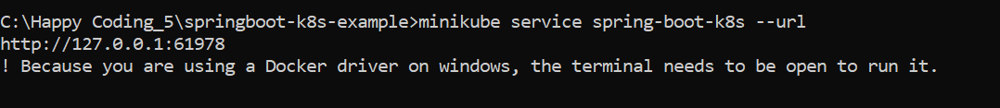 C:\Happy Coding_5\springboot-k8s-example>minikube service spring-boot-k8s --url
http://127.0.0.1:61978
! Because you are using a Docker driver on windows, the terminal needs to be open to run it.